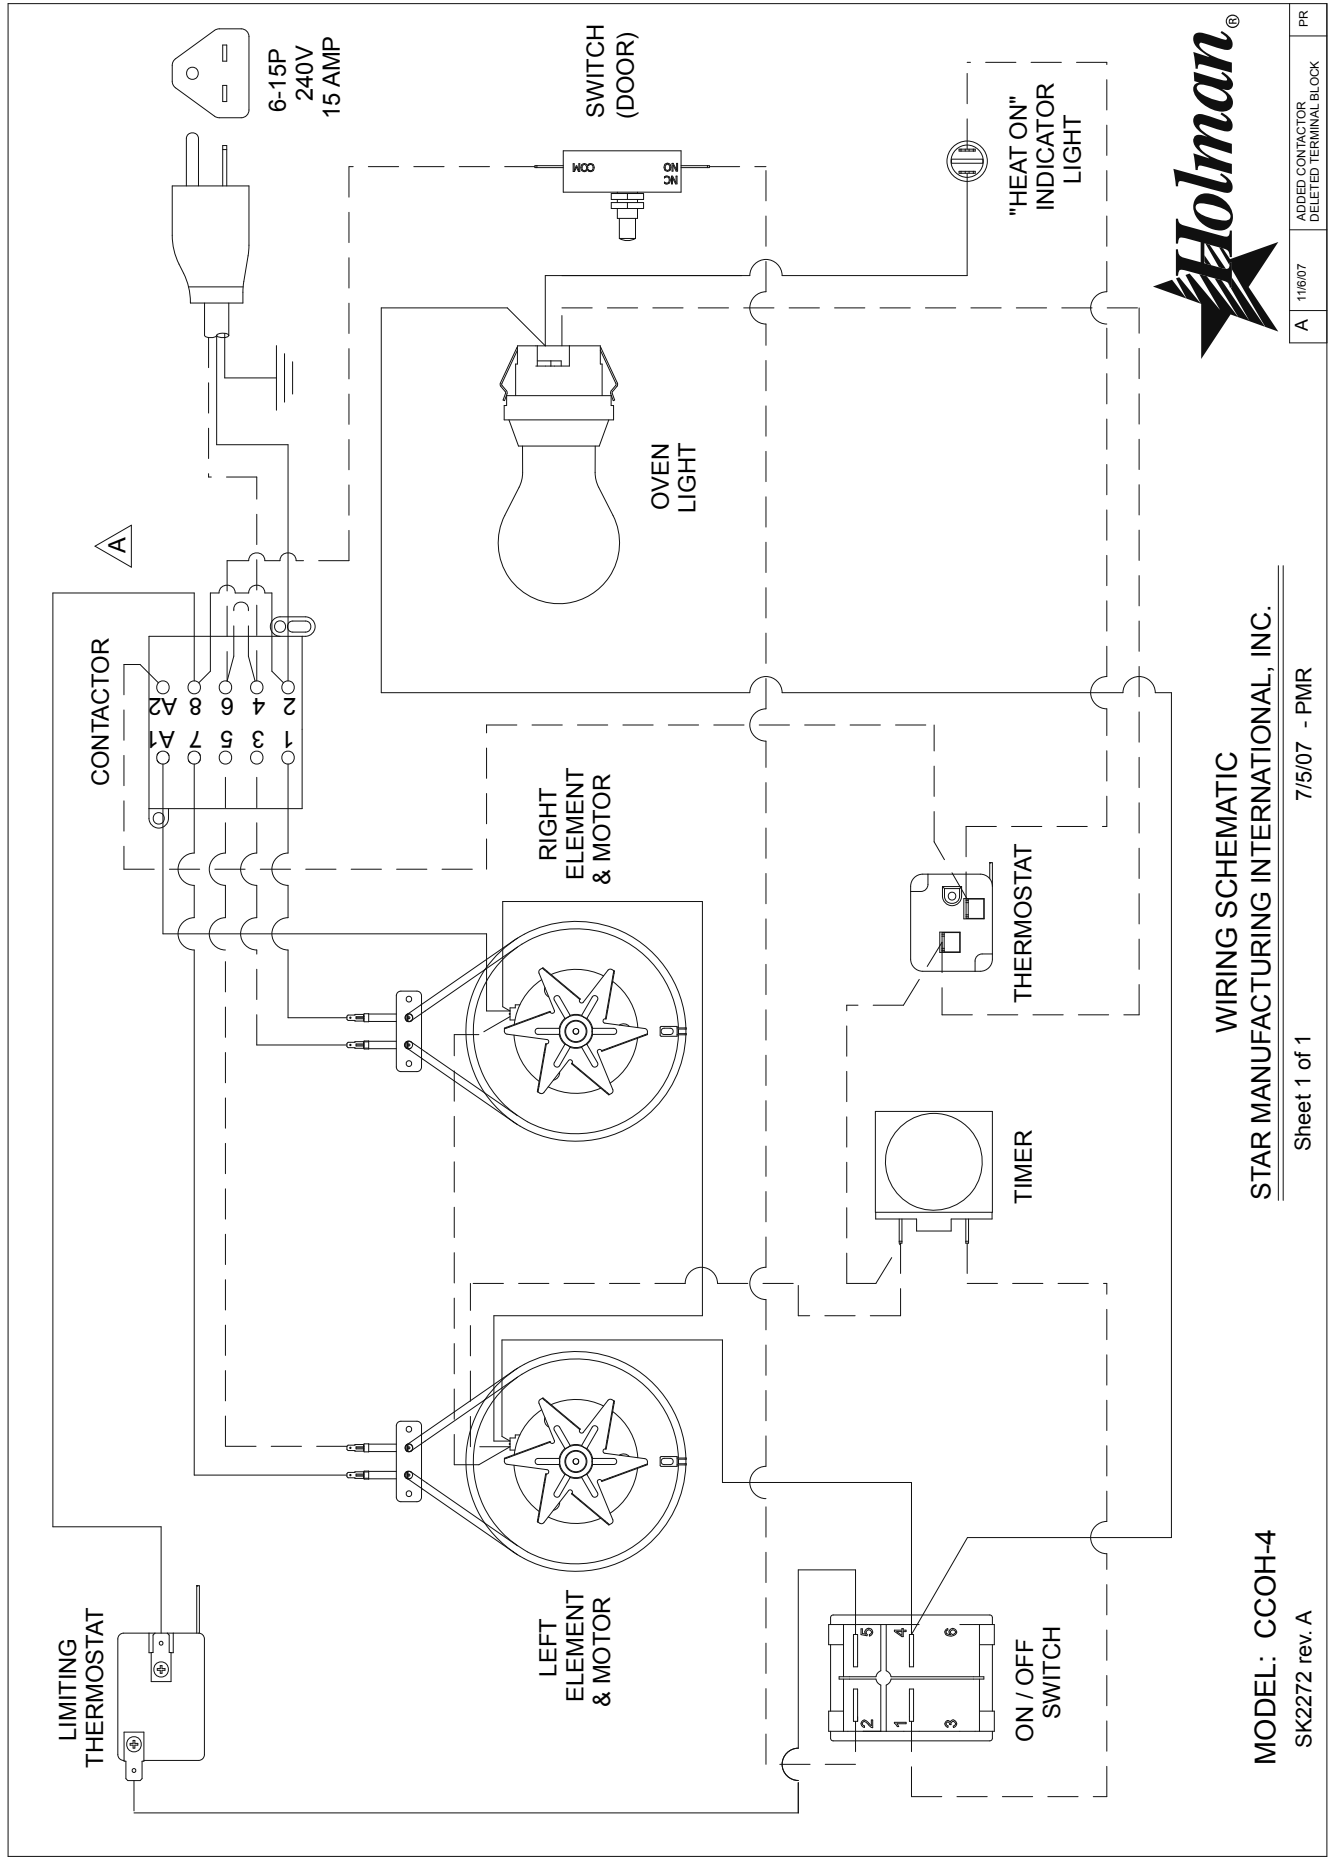 LIMITING
THERMOSTAT
CONTACTOR
A
6-15P
240V
15 AMP
A1 A2
7 8
5 6
3 4
1 2
SWITCH
(DOOR)
COM
NC
NO
LEFT
ELEMENT
& MOTOR
RIGHT
ELEMENT
& MOTOR
OVEN
LIGHT
"HEAT ON"
INDICATOR
LIGHT
2 5
1 4
3 6
ON / OFF
SWITCH
TIMER
THERMOSTAT
Holman®
MODEL: CCOH-4
SK2272 rev. A
WIRING SCHEMATIC
STAR MANUFACTURING INTERNATIONAL, INC.
Sheet 1 of 1 7/5/07 - PMR
A 11/6/07 ADDED CONTACTOR
DELETED TERMINAL BLOCK PR